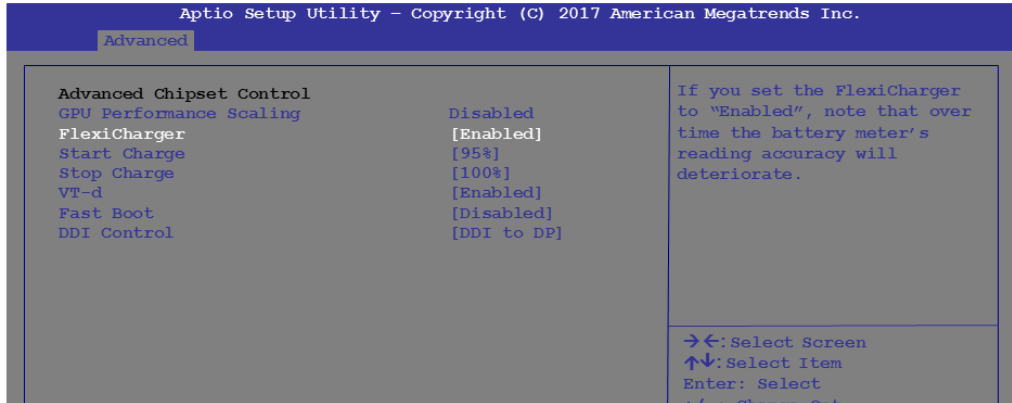 Aptio Setup Utility – Copyright (C) 2017 American Megatrends Inc.
Advanced
Advanced Chipset Control
GPU Performance Scaling Disabled
FlexiCharger [Enabled]
Start Charge [95%]
Stop Charge [100%]
VT-d [Enabled]
Fast Boot [Disabled]
DDI Control [DDI to DP]
If you set the FlexiCharger
to “Enabled”, note that over
time the battery meter’s
reading accuracy will
deteriorate.
→←:Select Screen
↑↓:Select Item
Enter: Select